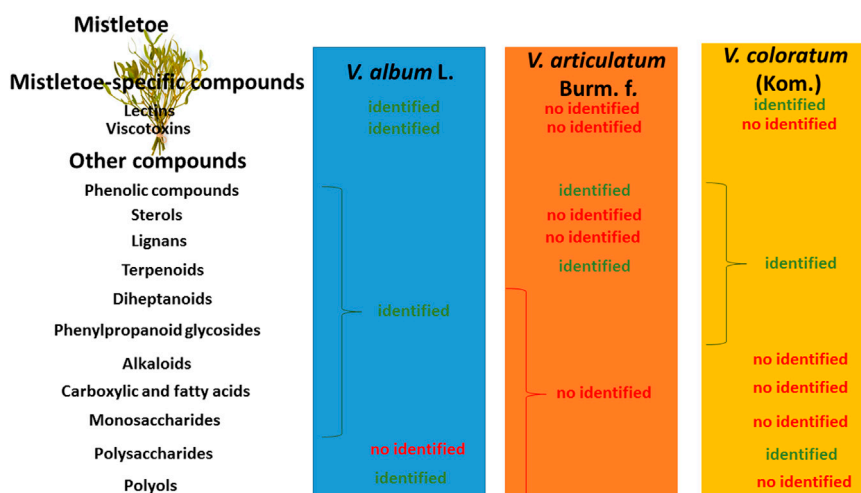 Mistletoe
Mistletoe-specific compounds
Lectins
Viscotoxins
Other compounds
Phenolic compounds
Sterols
Lignans
Terpenoids
Diheptanoids
Phenylpropanoid glycosides
Alkaloids
Carboxylic and fatty acids
Monosaccharides
Polysaccharides
Polyols
V. album L.
identified
identified
identified
no identified
identified
V. articulatum
Burm. f.
no identified
no identified
identified
no identified
no identified
identified
no identified
V. coloratum
(Kom.)
identified
no identified
identified
no identified
no identified
no identified
identified
no identified